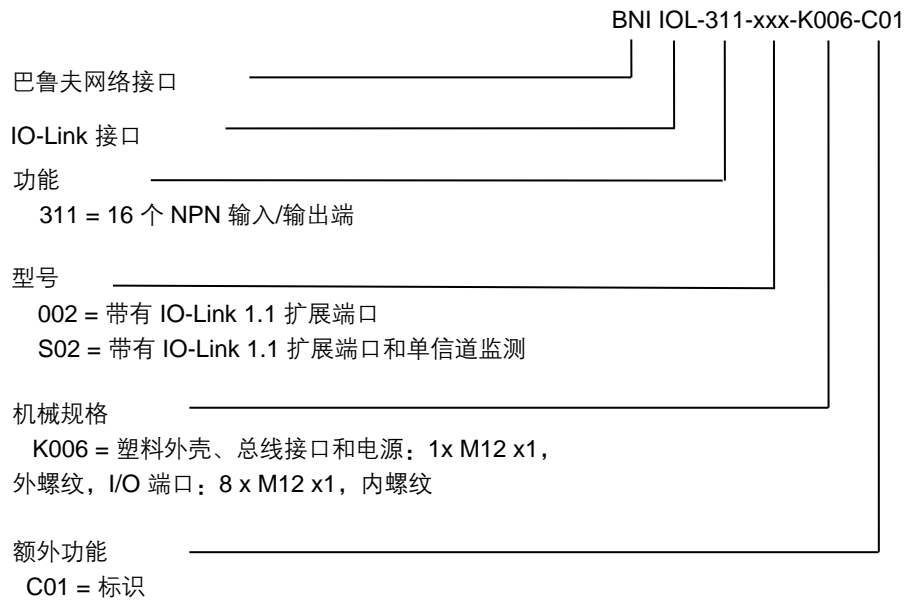 BNI IOL-311-xxx-K006-C01
巴鲁夫网络接口
IO-Link 接口
功能
311 = 16 个 NPN 输入/输出端
型号
002 = 带有 IO-Link 1.1 扩展端口
S02 = 带有 IO-Link 1.1 扩展端口和单信道监测
机械规格
K006 = 塑料外壳、总线接口和电源：1x M12 x1，
外螺纹，I/O 端口：8 x M12 x1，内螺纹
额外功能
C01 = 标识